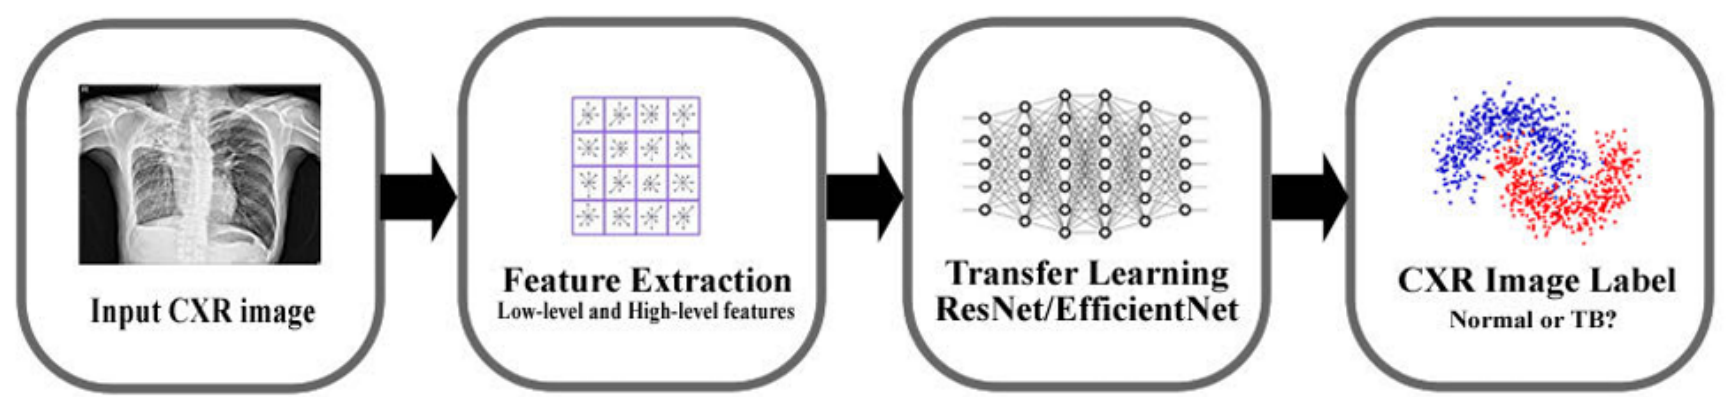 Input CXR image
Feature Extraction
Low-level and High-level features
Transfer Learning
ResNet/EfficientNet
CXR Image Label
Normal or TB?